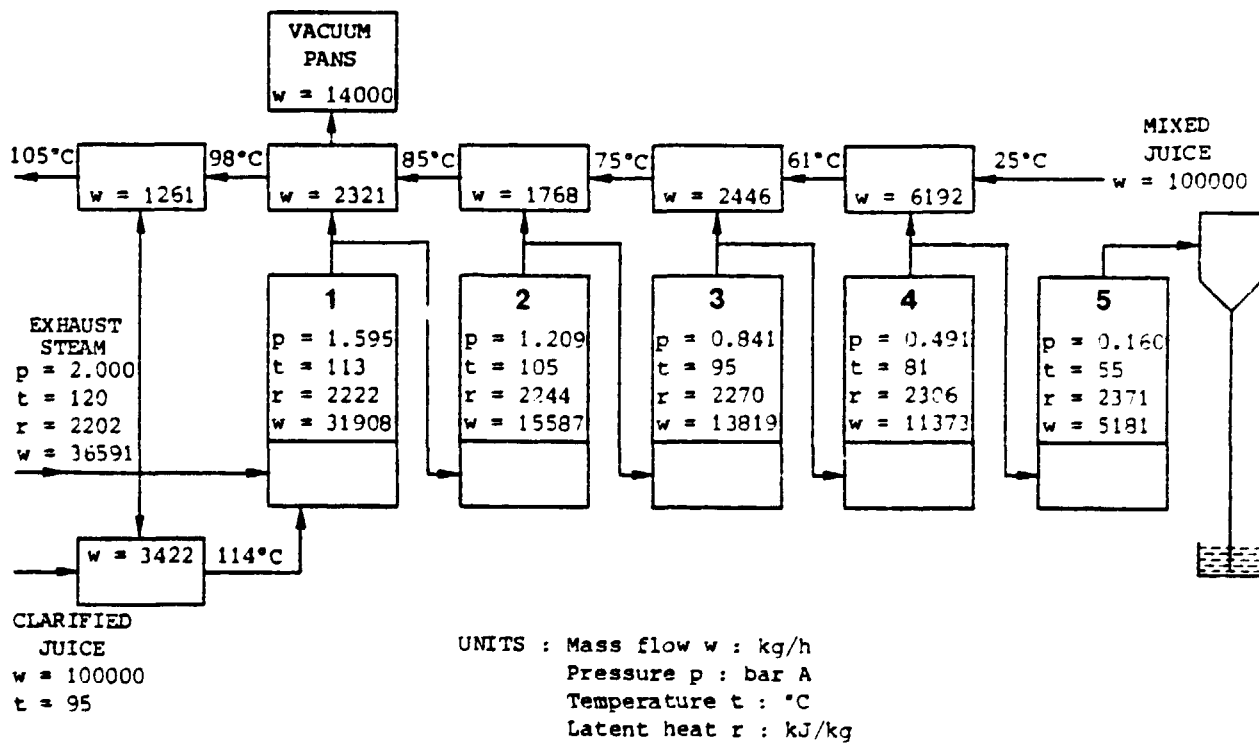 VACUUM
PANS
w = 14000
105°C
98°C
85°C
75°C
61°C
25°C
MIXED
JUICE
w = 100000
w = 1261
w = 2321
w = 1768
w = 2446
w = 6192
EXHAUST
STEAM
p = 2.000
t = 120
r = 2202
w = 36591
1
p = 1.595
t = 113
r = 2222
w = 31908
2
p = 1.209
t = 105
r = 2244
w = 15587
3
p = 0.841
t = 95
r = 2270
w = 13819
4
p = 0.491
t = 81
r = 2306
w = 11373
5
p = 0.160
t = 55
r = 2371
w = 5181
w = 3422
114°C
CLARIFIED
JUICE
w = 100000
t = 95
UNITS : Mass flow w : kg/h
Pressure p : bar A
Temperature t : °C
Latent heat r : kJ/kg